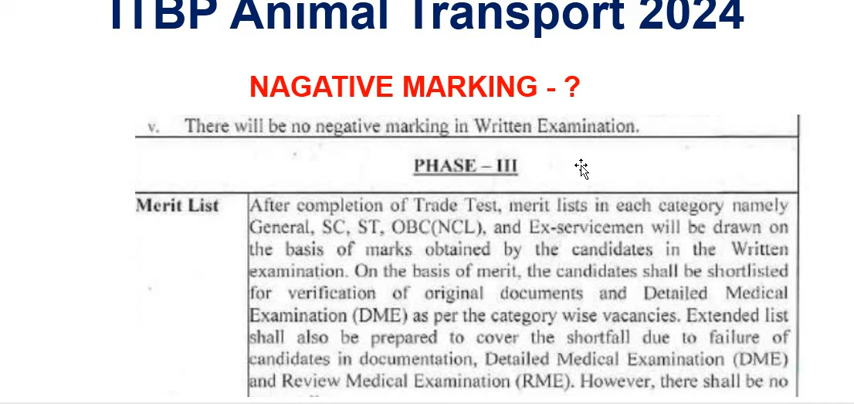 ITBP Animal Transport 2024
NAGATIVE MARKING - ?
v. There will be no negative marking in Written Examination.
PHASE – III
Merit List
After completion of Trade Test, merit lists in each category namely
General, SC, ST, OBC(NCL), and Ex-servicemen will be drawn on
the basis of marks obtained by the candidates in the Written
examination. On the basis of merit, the candidates shall be shortlisted
for verification of original documents and Detailed Medical
Examination (DME) as per the category wise vacancies. Extended list
shall also be prepared to cover the shortfall due to failure of
candidates in documentation, Detailed Medical Examination (DME)
and Review Medical Examination (RME). However, there shall be no